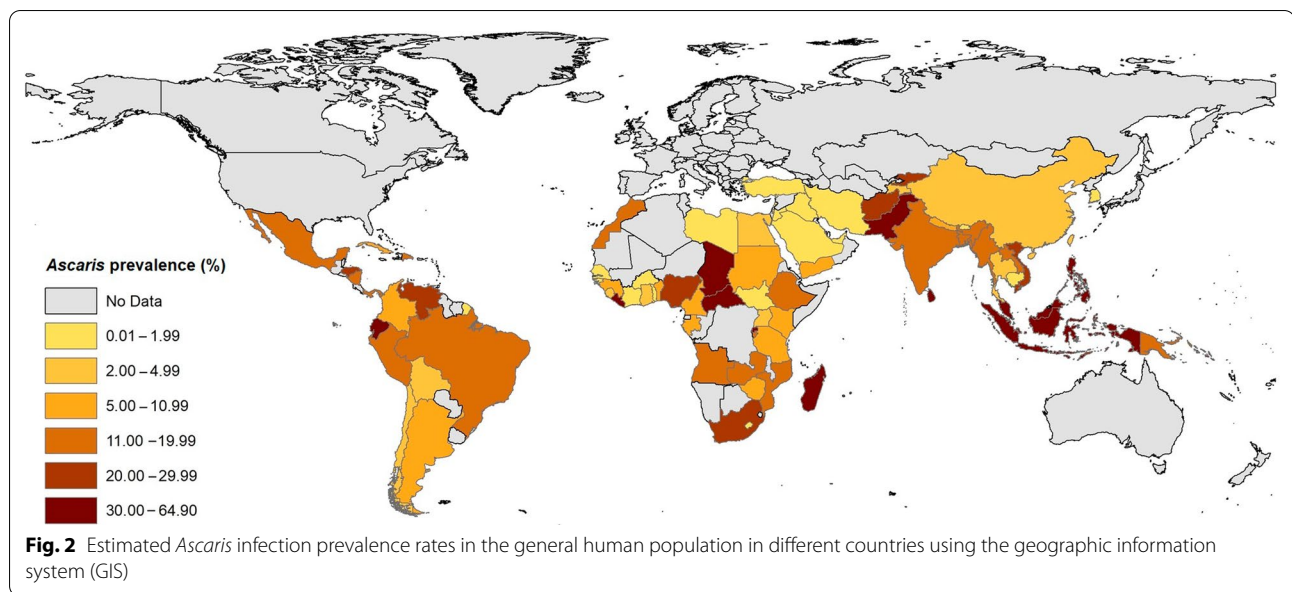 Ascaris prevalence (%)
No Data
0.01 – 1.99
2.00 – 4.99
5.00 – 10.99
11.00 – 19.99
20.00 – 29.99
30.00 – 64.90
Fig. 2 Estimated Ascaris infection prevalence rates in the general human population in different countries using the geographic information
system (GIS)